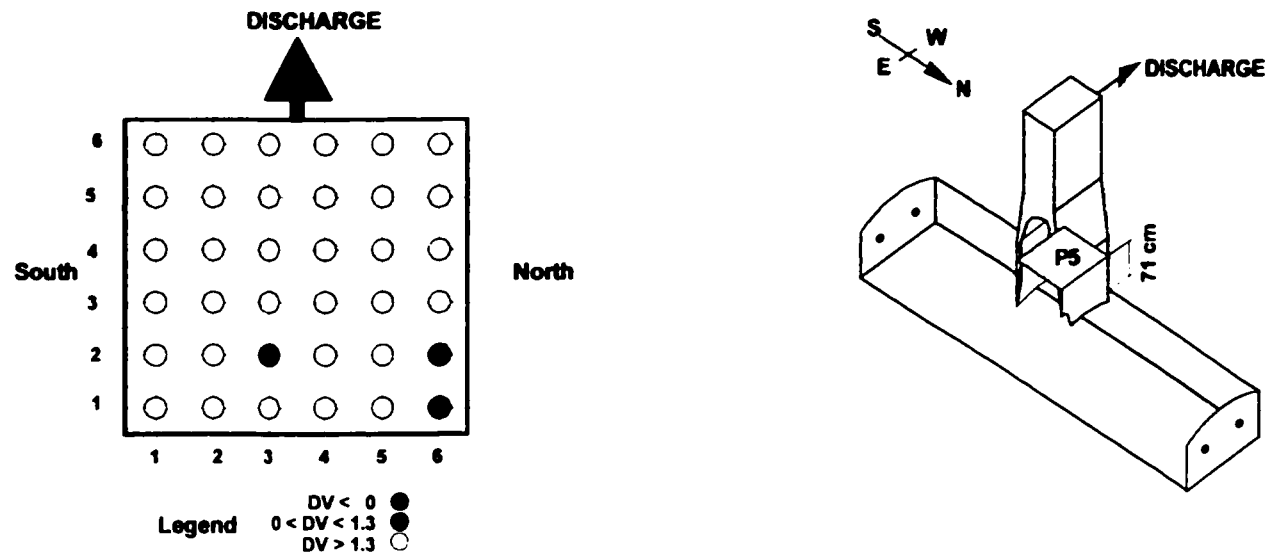 DISCHARGE
6
5
4
South
North
3
2
1
1 2 3 4 5 6
Legend
DV < 0
0 < DV < 1.3
DV > 1.3
S
W
E
N
DISCHARGE
P5
71 cm